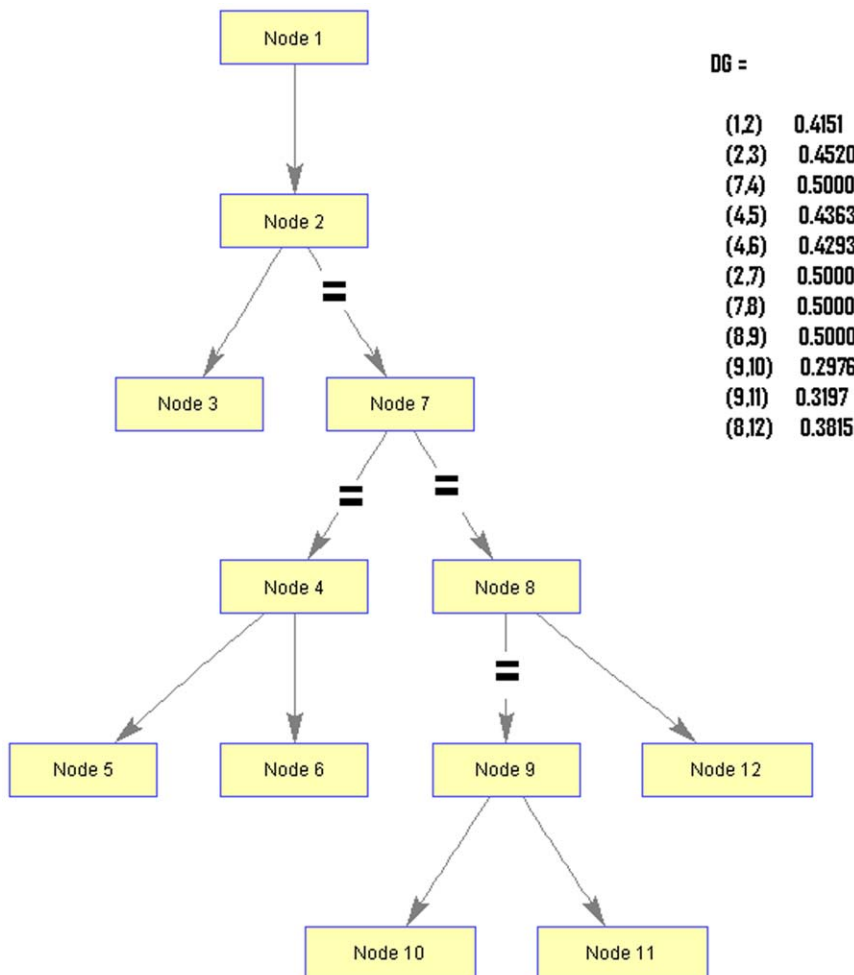 Node 1
DG =
(1,2) 0.4151
(2,3) 0.4520
(7,4) 0.5000
(4,5) 0.4363
(4,6) 0.4293
(2,7) 0.5000
(7,8) 0.5000
(8,9) 0.5000
(9,10) 0.2976
(9,11) 0.3197
(8,12) 0.3815
Node 2
=
Node 3 Node 7
= =
Node 4 Node 8
=
Node 5 Node 6 Node 9 Node 12
Node 10 Node 11